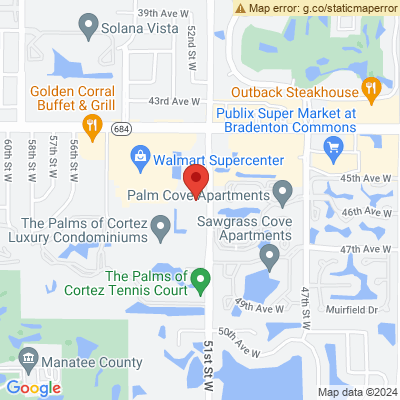 Map error: g.co/staticmaperror
39th Ave W
Solana Vista
52nd St W
Golden Corral
Buffet & Grill
43rd Ave W
Outback Steakhouse
Publix Super Market at
Bradenton Commons
684
60th St W
58th St W
57th St W
56th St W
Walmart Supercenter
45th Ave W
Palm Cove Apartments
46th Ave W
The Palms of Cortez
Luxury Condominiums
Sawgrass Cove
Apartments
47th Ave W
The Palms of
Cortez Tennis Court
47th St W
49th Ave W
Muirfield Dr
50th Ave W
51st St W
Manatee County
Google
Map data ©2024